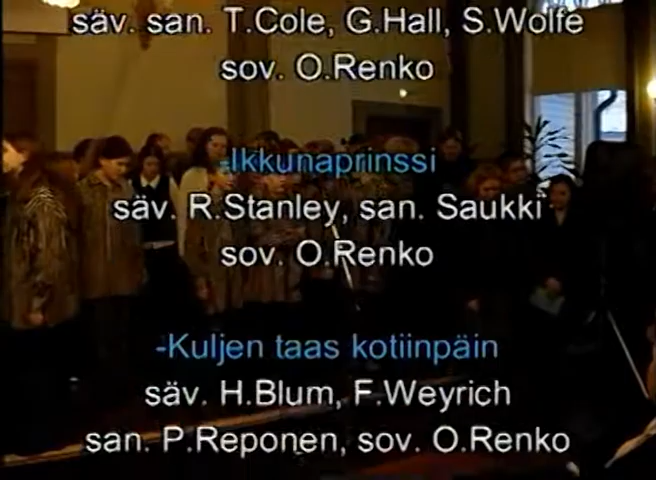 säv. san. T.Cole, G.Hall, S.Wolfe
sov. O.Renko
-Ikkunaprinssi
säv. R.Stanley, san. Saukki
sov. O.Renko
-Kuljen taas kotiinpäin
säv. H.Blum, F.Weyrich
san. P.Reponen, sov. O.Renko